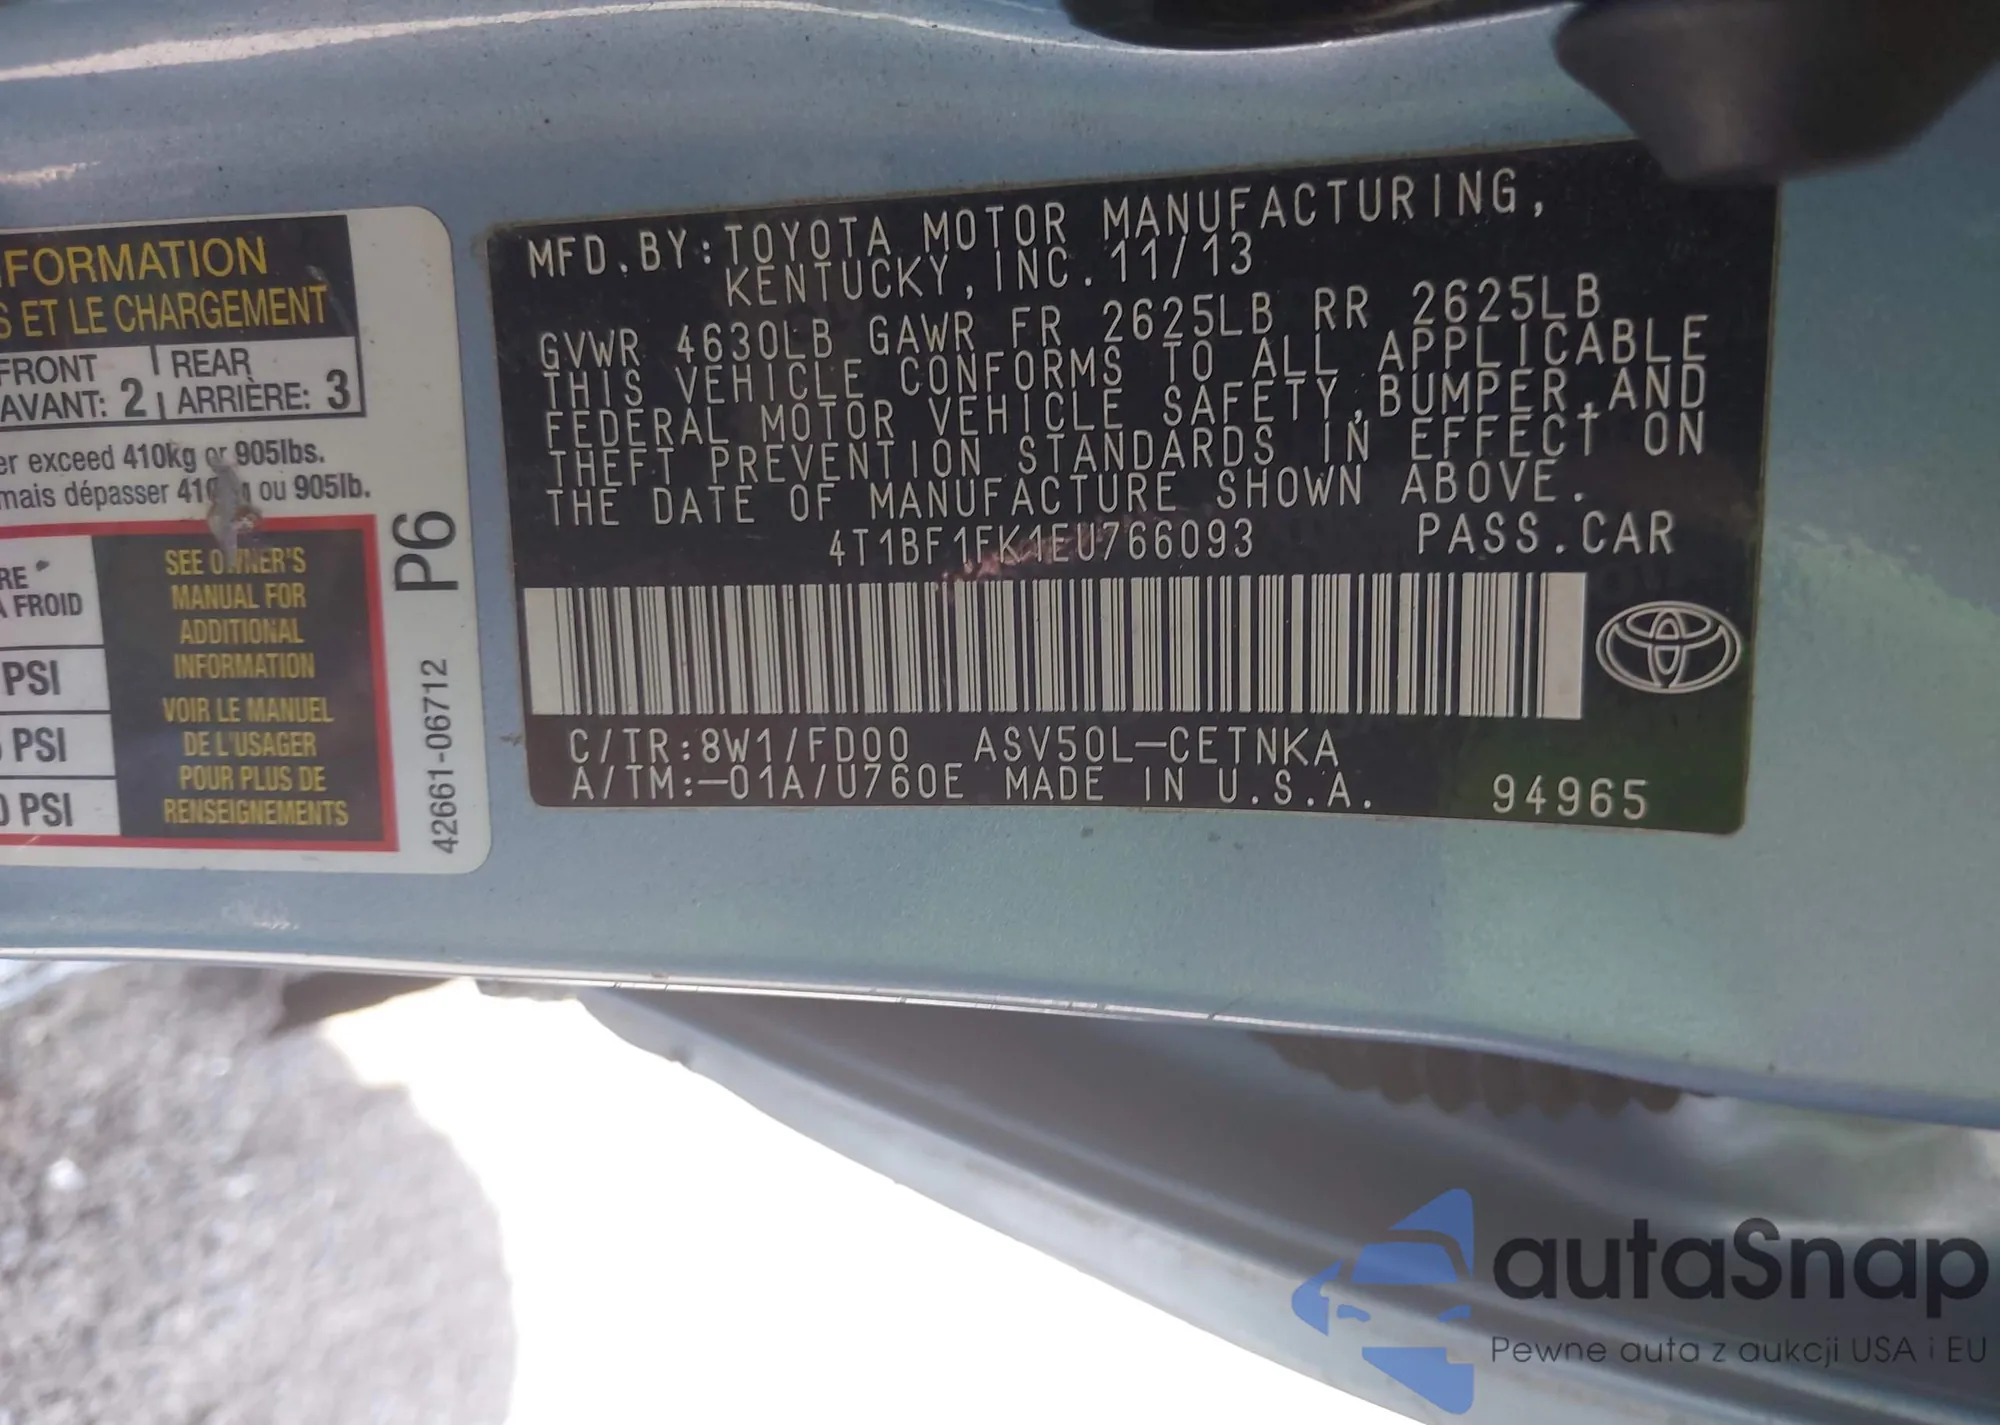 FORMATION
S ET LE CHARGEMENT
FRONT REAR
AVANT: 2 ARRIÈRE: 3
er exceed 410kg or 905lbs.
mais dépasser 410kg ou 905lb.
RE
À FROID
PSI
PSI
0 PSI
SEE OWNER'S
MANUAL FOR
ADDITIONAL
INFORMATION
VOIR LE MANUEL
DE L'USAGER
POUR PLUS DE
RENSEIGNEMENTS
P6
42661-06712
MFD. BY: TOYOTA MOTOR MANUFACTURING,
KENTUCKY, INC. 11/13
GVWR 4630LB GAWR FR 2625LB RR 2625LB
THIS VEHICLE CONFORMS TO ALL APPLICABLE
FEDERAL MOTOR VEHICLE SAFETY, BUMPER, AND
THEFT PREVENTION STANDARDS IN EFFECT ON
THE DATE OF MANUFACTURE SHOWN ABOVE.
4T1BF1FK1EU766093 PASS. CAR
C/TR:8W1/FD00 ASV50L-CETNKA
A/TM:-01A/U760E MADE IN U.S.A. 94965
autaSnap
Pewne auta z aukcji USA i EU